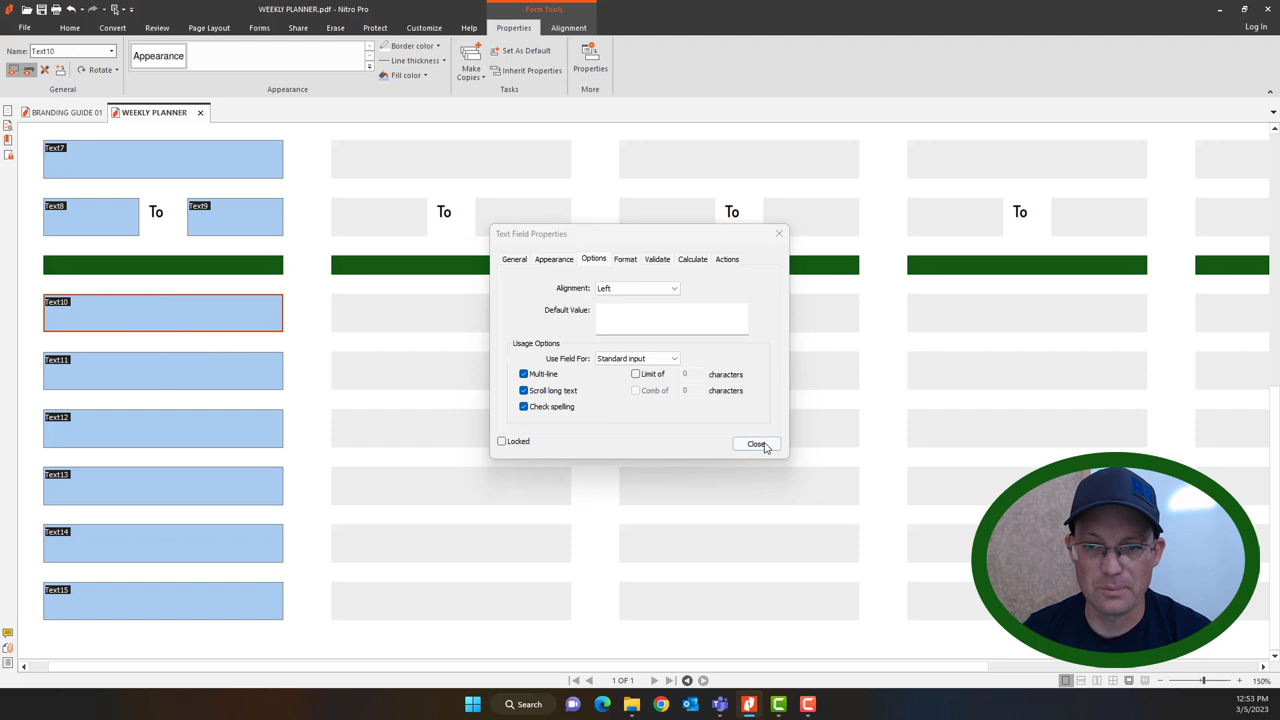 WEEKLY PLANNER.pdf - Nitro Pro
Form Tools
File Home Convert Review Page Layout Forms Share Erase Protect Customize Properties Alignment
Log In
Name: Text10
Rotate
General
Appearance
Border color
Line thickness
Fill color
Appearance
Make Copies
Set As Default
Inherit Properties
Tasks
Properties
More
BRANDING GUIDE 01
WEEKLY PLANNER
Text7
Text8 To Text9 To To To
Text10
Text11
Text12
Text13
Text14
Text15
Text Field Properties
General Appearance Options Format Validate Calculate Actions
Alignment: Left
Default Value:
Usage Options
Use Field For: Standard input
Multi-line Limit of 0 characters
Scroll long text Comb of 0 characters
Check spelling
Locked Close
1 OF 1
150%
Search
12:53 PM
3/5/2023